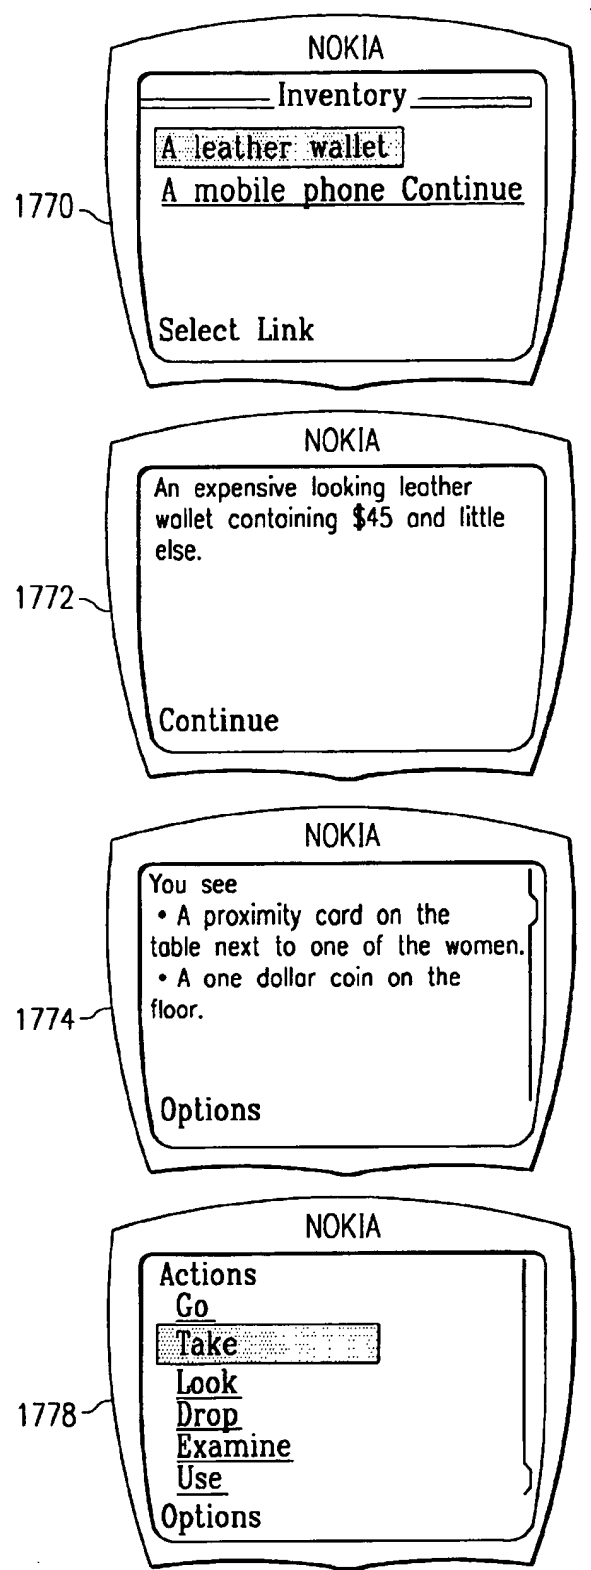 NOKIA
Inventory
A leather wallet
A mobile phone Continue
1770
Select Link
NOKIA
An expensive looking leather
wallet containing $45 and little
else.
1772
Continue
NOKIA
You see
• A proximity card on the
table next to one of the women.
• A one dollar coin on the
floor.
1774
Options
NOKIA
Actions
Go
Take
Look
1778
Drop
Examine
Use
Options